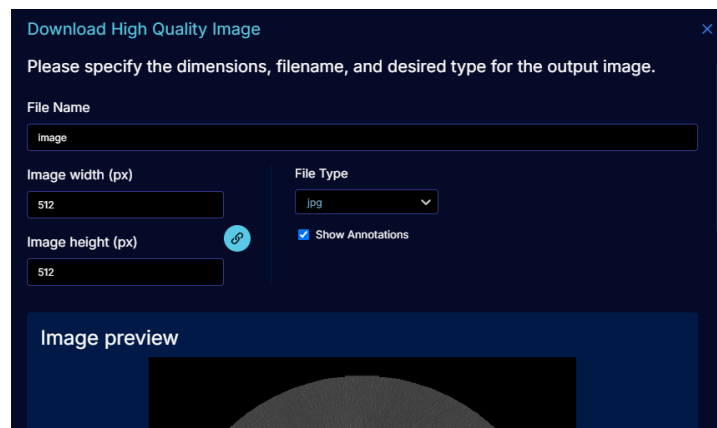 Download High Quality Image
Please specify the dimensions, filename, and desired type for the output image.
File Name
image
Image width (px)
512
Image height (px)
512
File Type
jpg
Show Annotations
Image preview